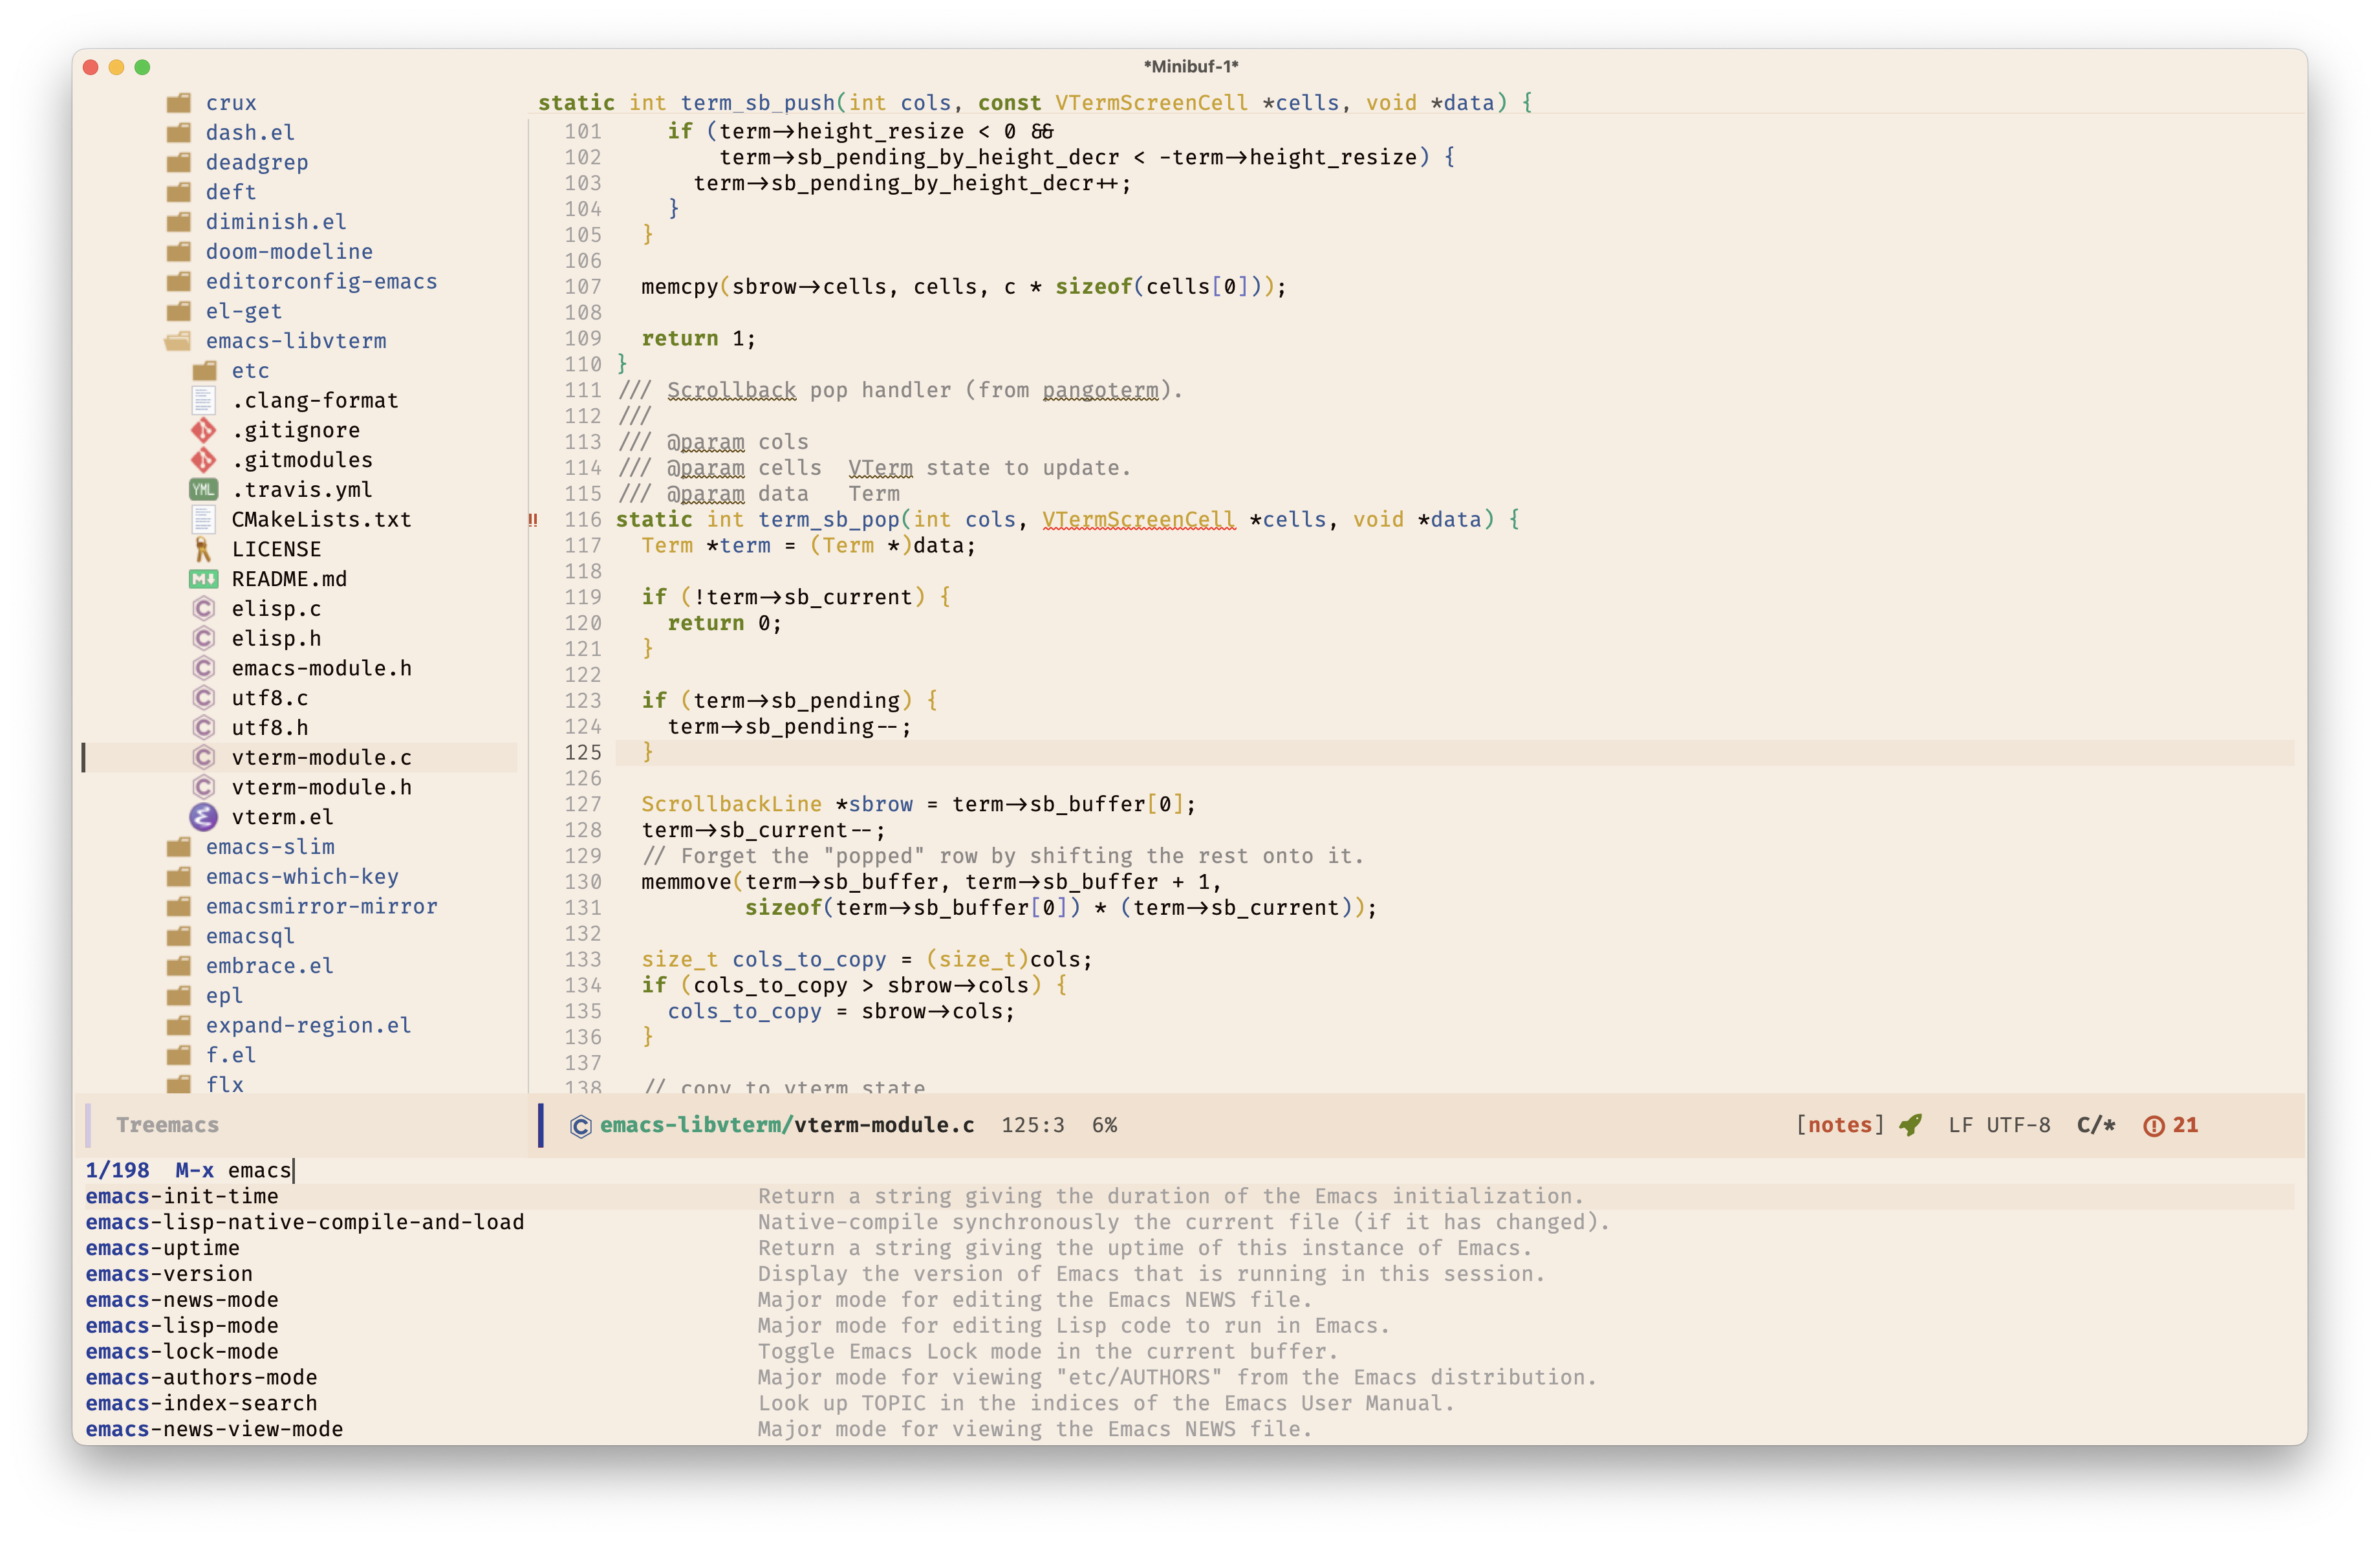 *Minibuf-1*
crux
dash.el
deadgrep
deft
diminish.el
doom-modeline
editorconfig-emacs
el-get
emacs-libvterm
etc
.clang-format
.gitignore
.gitmodules
YML .travis.yml
CMakeLists.txt
LICENSE
M↓ README.md
C elisp.c
C elisp.h
C emacs-module.h
C utf8.c
C utf8.h
C vterm-module.c
C vterm-module.h
vterm.el
emacs-slim
emacs-which-key
emacsmirror-mirror
emacsql
embrace.el
epl
expand-region.el
f.el
flx
static int term_sb_push(int cols, const VTermScreenCell *cells, void *data) {
101     if (term->height_resize < 0 &&
102         term->sb_pending_by_height_decr < -term->height_resize) {
103       term->sb_pending_by_height_decr++;
104     }
105   }
106
107   memcpy(sbrow->cells, cells, c * sizeof(cells[0]));
108
109   return 1;
110 }
111 /// Scrollback pop handler (from pangoterm).
112 ///
113 /// @param cols
114 /// @param cells  VTerm state to update.
115 /// @param data   Term
!! 116 static int term_sb_pop(int cols, VTermScreenCell *cells, void *data) {
117   Term *term = (Term *)data;
118
119   if (!term->sb_current) {
120     return 0;
121   }
122
123   if (term->sb_pending) {
124     term->sb_pending--;
125   }
126
127   ScrollbackLine *sbrow = term->sb_buffer[0];
128   term->sb_current--;
129   // Forget the "popped" row by shifting the rest onto it.
130   memmove(term->sb_buffer, term->sb_buffer + 1,
131           sizeof(term->sb_buffer[0]) * (term->sb_current));
132
133   size_t cols_to_copy = (size_t)cols;
134   if (cols_to_copy > sbrow->cols) {
135     cols_to_copy = sbrow->cols;
136   }
137
138   // copy to vterm state
Treemacs
C emacs-libvterm/vterm-module.c  125:3  6%  [notes]  LF UTF-8  C/*  21
1/198  M-x emacs
emacs-init-time  Return a string giving the duration of the Emacs initialization.
emacs-lisp-native-compile-and-load  Native-compile synchronously the current file (if it has changed).
emacs-uptime  Return a string giving the uptime of this instance of Emacs.
emacs-version  Display the version of Emacs that is running in this session.
emacs-news-mode  Major mode for editing the Emacs NEWS file.
emacs-lisp-mode  Major mode for editing Lisp code to run in Emacs.
emacs-lock-mode  Toggle Emacs Lock mode in the current buffer.
emacs-authors-mode  Major mode for viewing "etc/AUTHORS" from the Emacs distribution.
emacs-index-search  Look up TOPIC in the indices of the Emacs User Manual.
emacs-news-view-mode  Major mode for viewing the Emacs NEWS file.